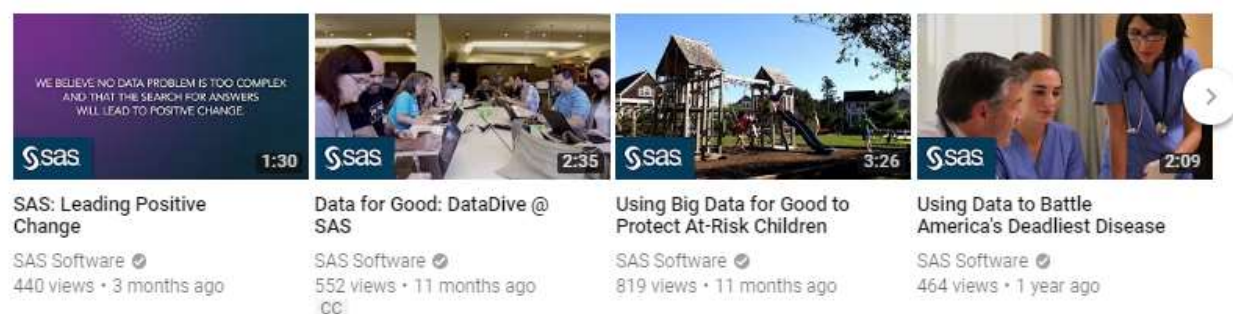 WE BELIEVE NO DATA PROBLEM IS TOO COMPLEX
AND THAT THE SEARCH FOR ANSWERS
WILL LEAD TO POSITIVE CHANGE.
sas
1:30
SAS: Leading Positive
Change
SAS Software
440 views • 3 months ago
sas
2:35
Data for Good: DataDive @
SAS
SAS Software
552 views • 11 months ago
CC
sas
3:26
Using Big Data for Good to
Protect At-Risk Children
SAS Software
819 views • 11 months ago
sas
2:09
Using Data to Battle
America's Deadliest Disease
SAS Software
464 views • 1 year ago